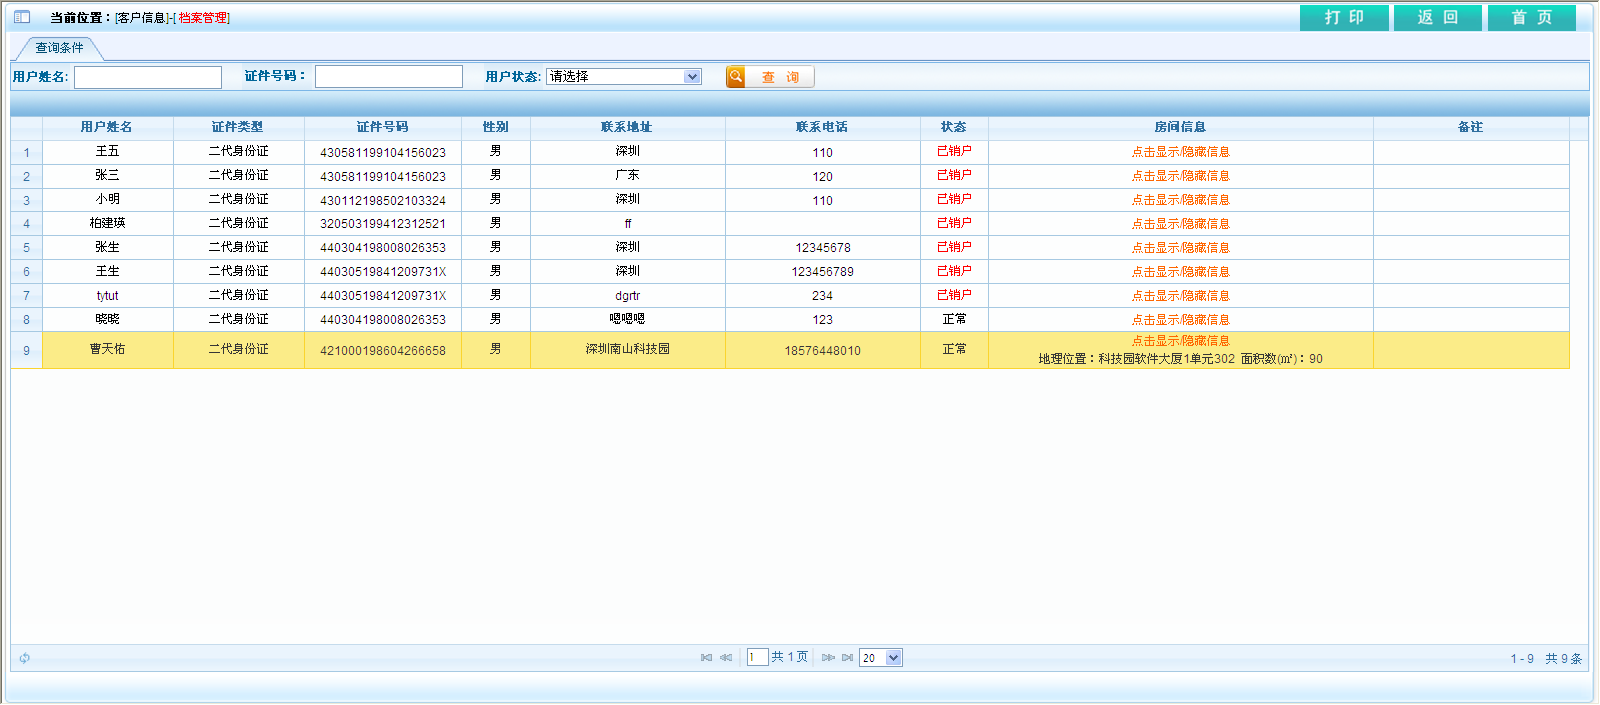 当前位置：[客户信息]-[ 档案管理]
打 印 返 回 首 页
查询条件
用户姓名: 证件号码： 用户状态: 请选择 查 询
用户姓名 证件类型 证件号码 性别 联系地址 联系电话 状态 房间信息 备注
1 王五 二代身份证 430581199104156023 男 深圳 110 已销户 点击显示/隐藏信息
2 张三 二代身份证 430581199104156023 男 广东 120 已销户 点击显示/隐藏信息
3 小明 二代身份证 430112198502103324 男 深圳 110 已销户 点击显示/隐藏信息
4 柏建瑛 二代身份证 320503199412312521 男 ff 已销户 点击显示/隐藏信息
5 张生 二代身份证 440304198008026353 男 深圳 12345678 已销户 点击显示/隐藏信息
6 王生 二代身份证 44030519841209731X 男 深圳 123456789 已销户 点击显示/隐藏信息
7 tytut 二代身份证 44030519841209731X 男 dgrtr 234 已销户 点击显示/隐藏信息
8 晓晓 二代身份证 440304198008026353 男 嗯嗯嗯 123 正常 点击显示/隐藏信息
9 曹天佑 二代身份证 421000198604266658 男 深圳南山科技园 18576448010 正常 点击显示/隐藏信息
地理位置：科技园软件大厦1单元302 面积数(㎡)：90
1 共 1 页 20 1 - 9 共 9 条